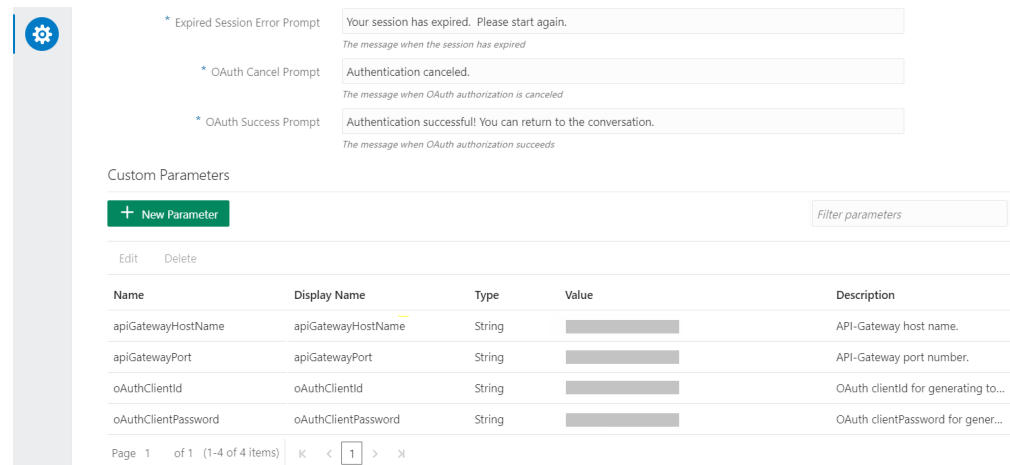 * Expired Session Error Prompt Your session has expired.  Please start again.
The message when the session has expired
* OAuth Cancel Prompt Authentication canceled.
The message when OAuth authorization is canceled
* OAuth Success Prompt Authentication successful! You can return to the conversation.
The message when OAuth authorization succeeds
Custom Parameters
+ New Parameter Filter parameters
Edit Delete
Name Display Name Type Value Description
apiGatewayHostName apiGatewayHostName String API-Gateway host name.
apiGatewayPort apiGatewayPort String API-Gateway port number.
oAuthClientId oAuthClientId String OAuth clientId for generating to...
oAuthClientPassword oAuthClientPassword String OAuth clientPassword for gener...
Page 1 of 1 (1-4 of 4 items) 1